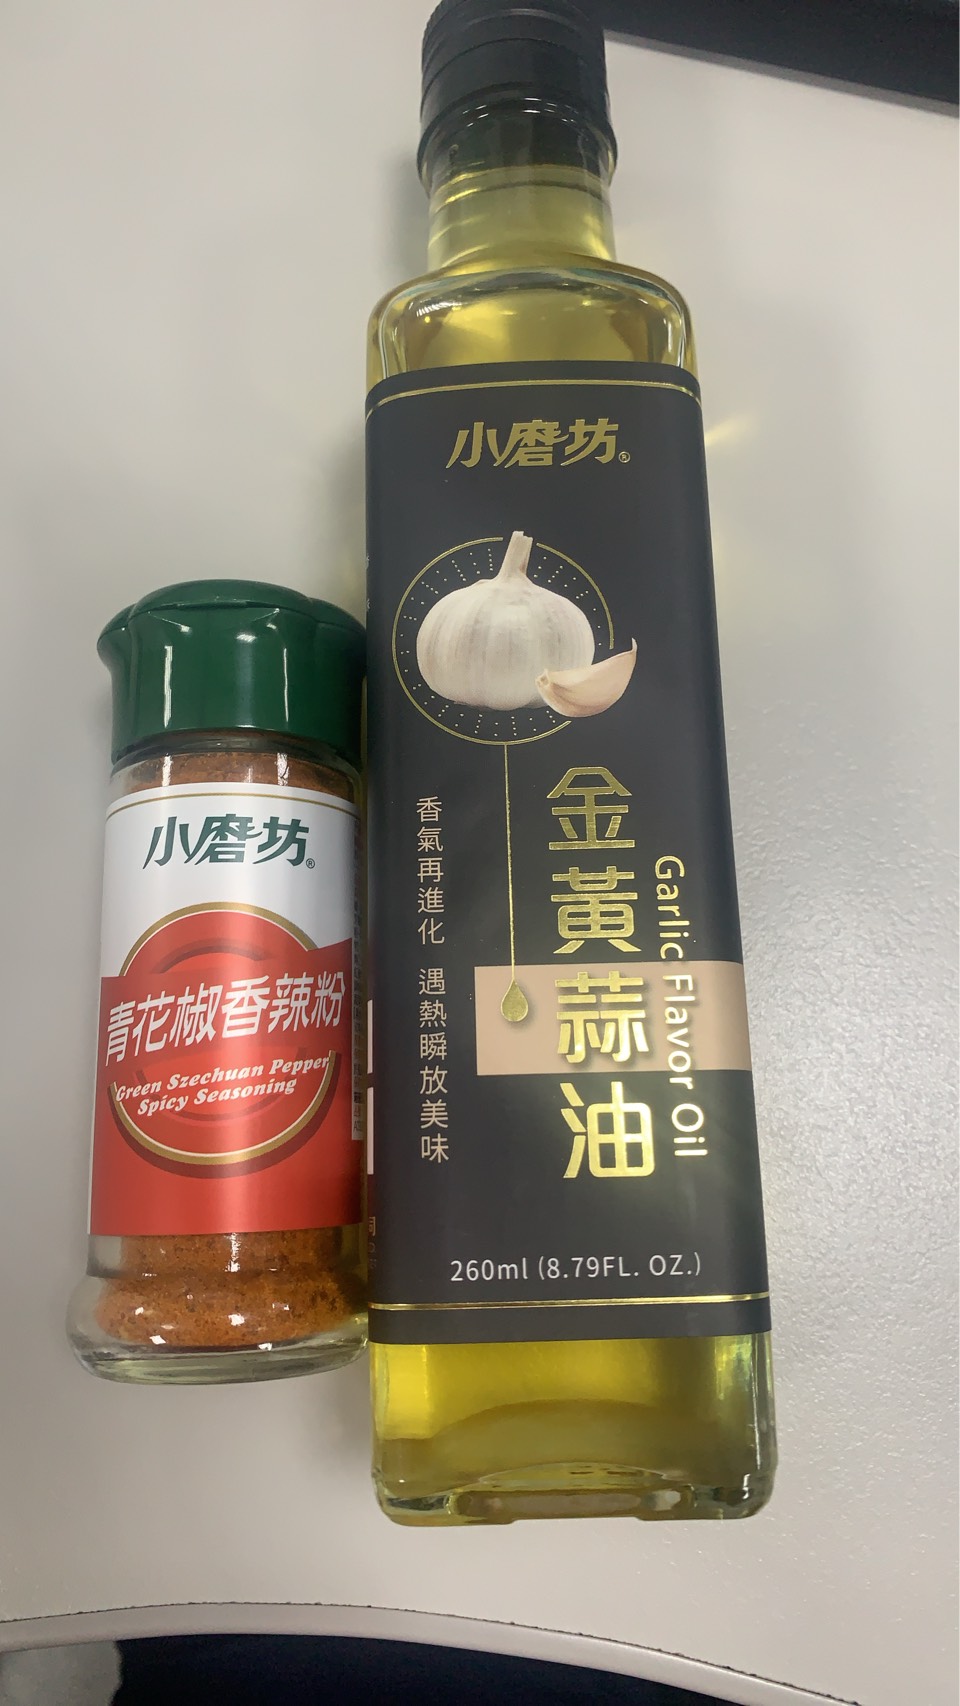 小磨坊®
青花椒香辣粉
Green Szechuan Pepper
Spicy Seasoning
小磨坊®
金黃蒜油
Garlic Flavor Oil
香氣再進化 遇熱瞬放美味
260ml (8.79FL. OZ.)